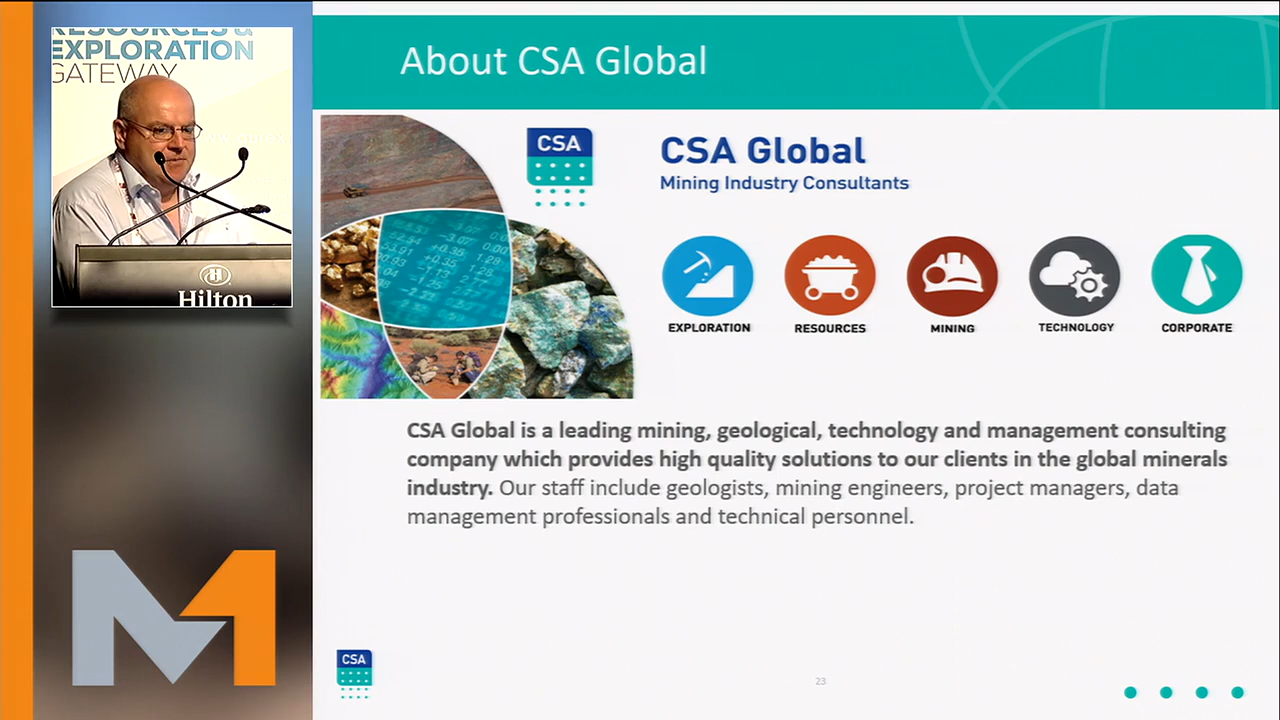 RESOURCES &
EXPLORATION
GATEWAY
Hilton
M1
About CSA Global
CSA
CSA Global
Mining Industry Consultants
EXPLORATION
RESOURCES
MINING
TECHNOLOGY
CORPORATE
CSA Global is a leading mining, geological, technology and management consulting
company which provides high quality solutions to our clients in the global minerals
industry. Our staff include geologists, mining engineers, project managers, data
management professionals and technical personnel.
CSA
23